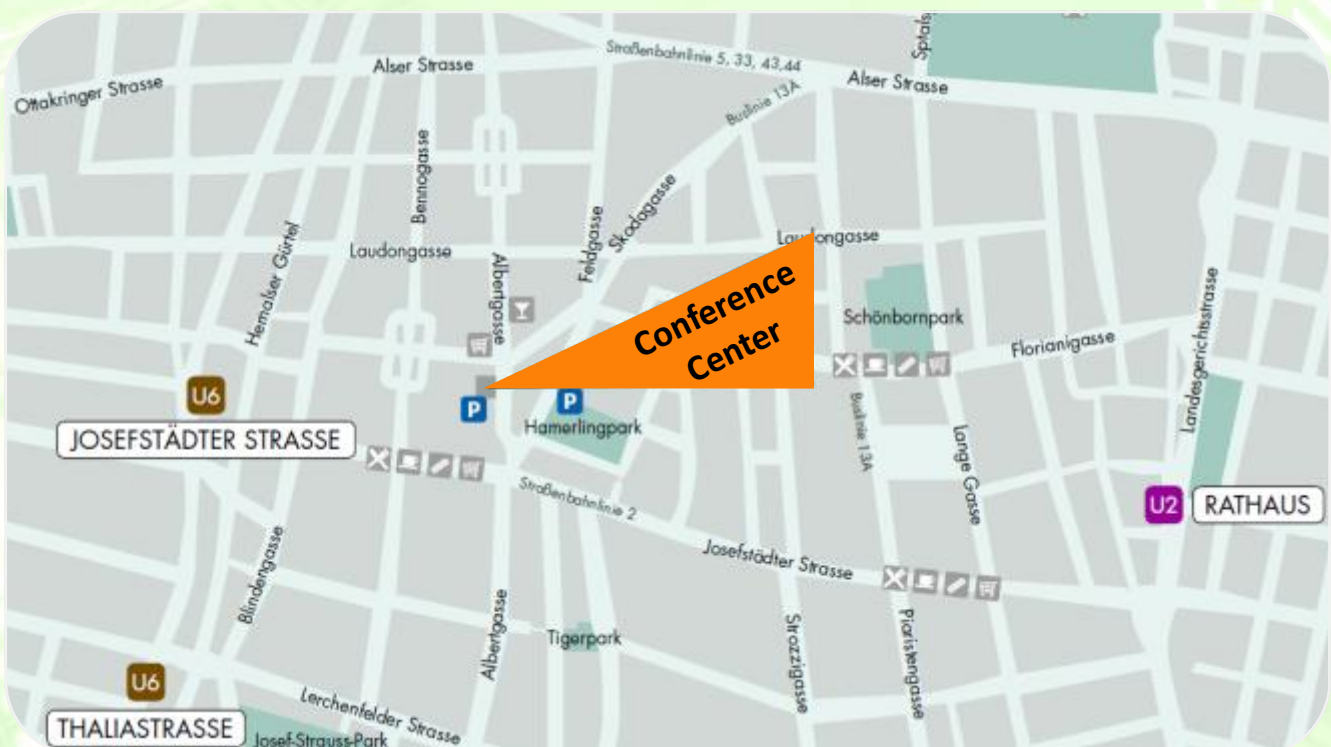 Straßenbahnlinie 5, 33, 43,44
Alser Strasse
Ottakringer Strasse
Alser Strasse
Buslinie 13A
Bennogasse
Skodagasse
Feldgasse
Hernalser Gürtel
Laudongasse
Laudongasse
Albertgasse
Conference
Center
Schönbornpark
Florianigasse
Landesgerichtsstrasse
U6
JOSEFSTÄDTER STRASSE
P
P
Hamerlingpark
Buslinie 13A
Lange Gasse
Straßenbahnlinie 2
U2
RATHAUS
Josefstädter Strasse
Blindengasse
Albertgasse
Tigerpark
Strozzigasse
Piaristengasse
U6
THALIASTRASSE
Lerchenfelder Strasse
Josef-Strauss-Park